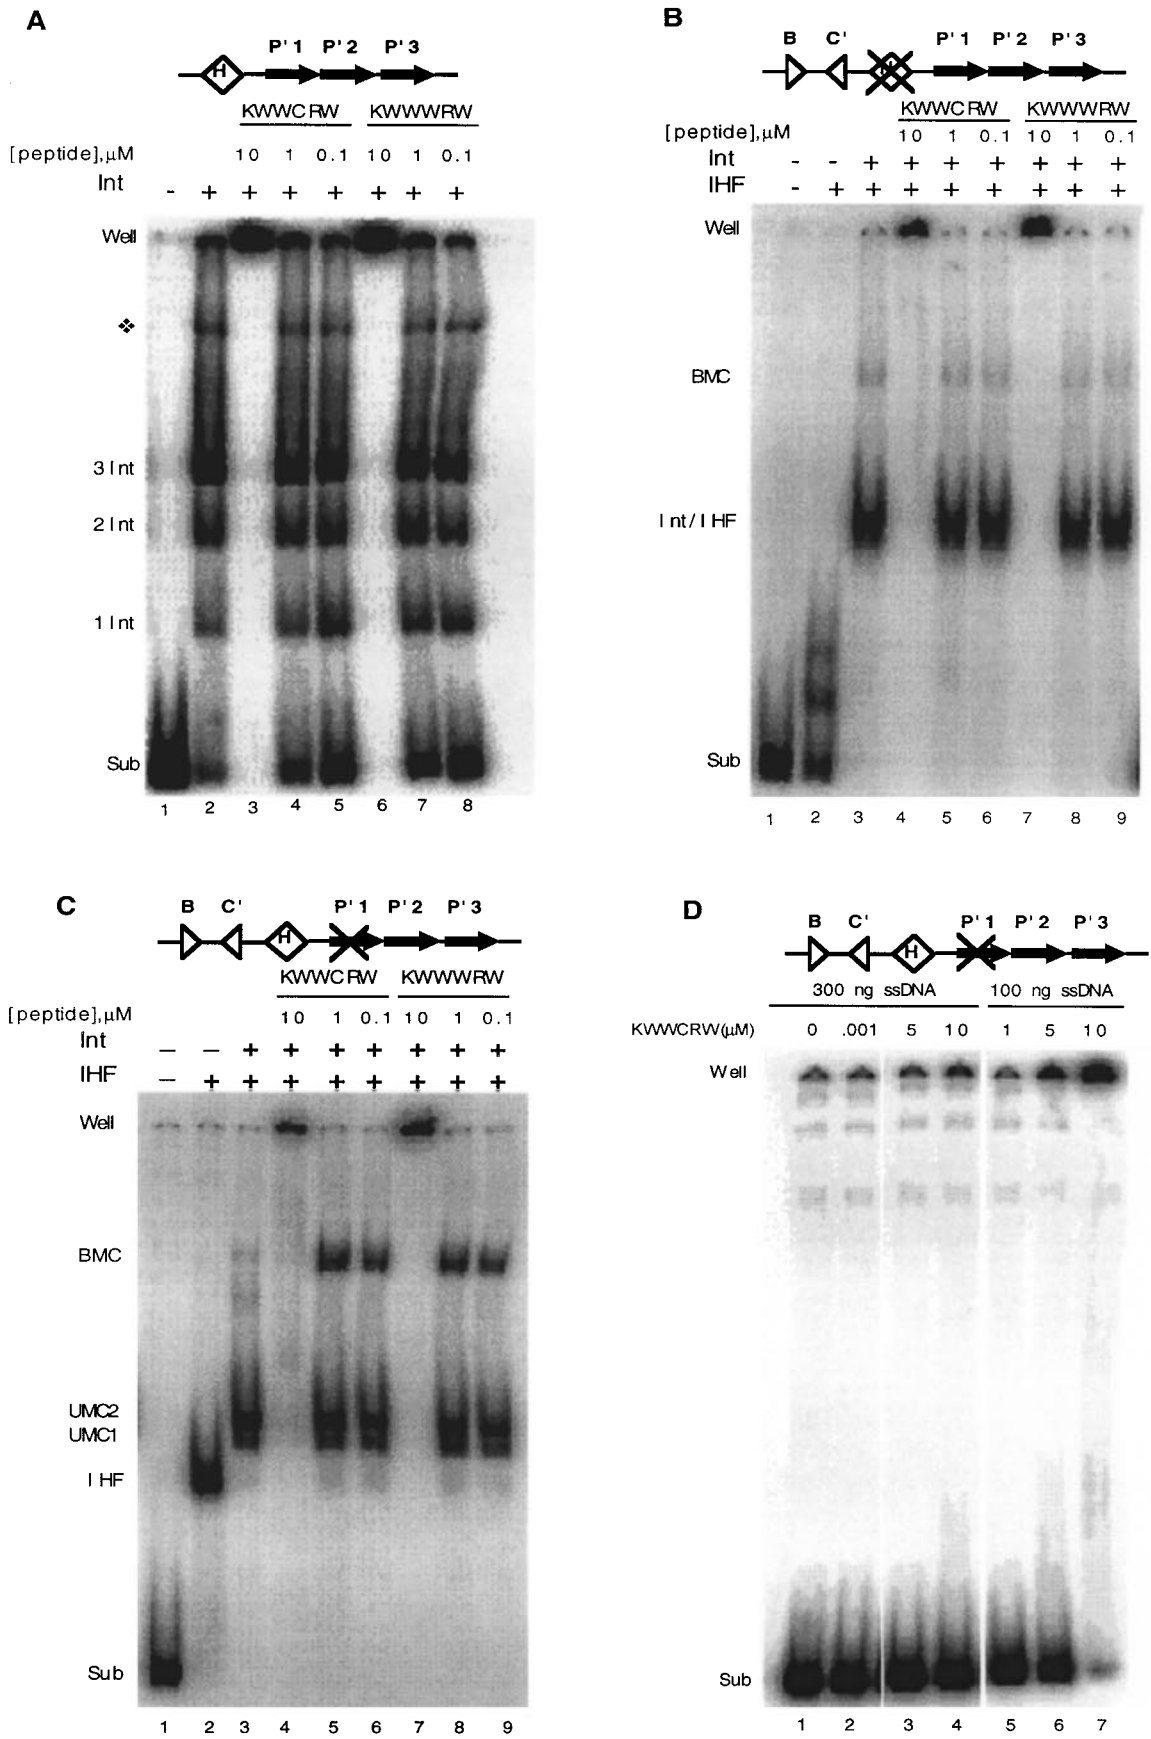 A
P'1 P'2 P'3
H
KWWCRW KWWWRW
[peptide],µM 10 1 0.1 10 1 0.1
Int - + + + + + + +
Well
❖
3 Int
2 Int
1 Int
Sub
1 2 3 4 5 6 7 8
B
B C' P'1 P'2 P'3
H
KWWCRW KWWWRW
[peptide],µM 10 1 0.1 10 1 0.1
Int - - + + + + + + +
IHF - + + + + + + + +
Well
BMC
Int/IHF
Sub
1 2 3 4 5 6 7 8 9
C
B C' P'1 P'2 P'3
H
KWWCRW KWWWRW
[peptide],µM 10 1 0.1 10 1 0.1
Int – – + + + + + + +
IHF – + + + + + + + +
Well
BMC
UMC2
UMC1
IHF
Sub
1 2 3 4 5 6 7 8 9
D
B C' P'1 P'2 P'3
H
300 ng ssDNA 100 ng ssDNA
KWWCRW(µM) 0 .001 5 10 1 5 10
Well
Sub
1 2 3 4 5 6 7